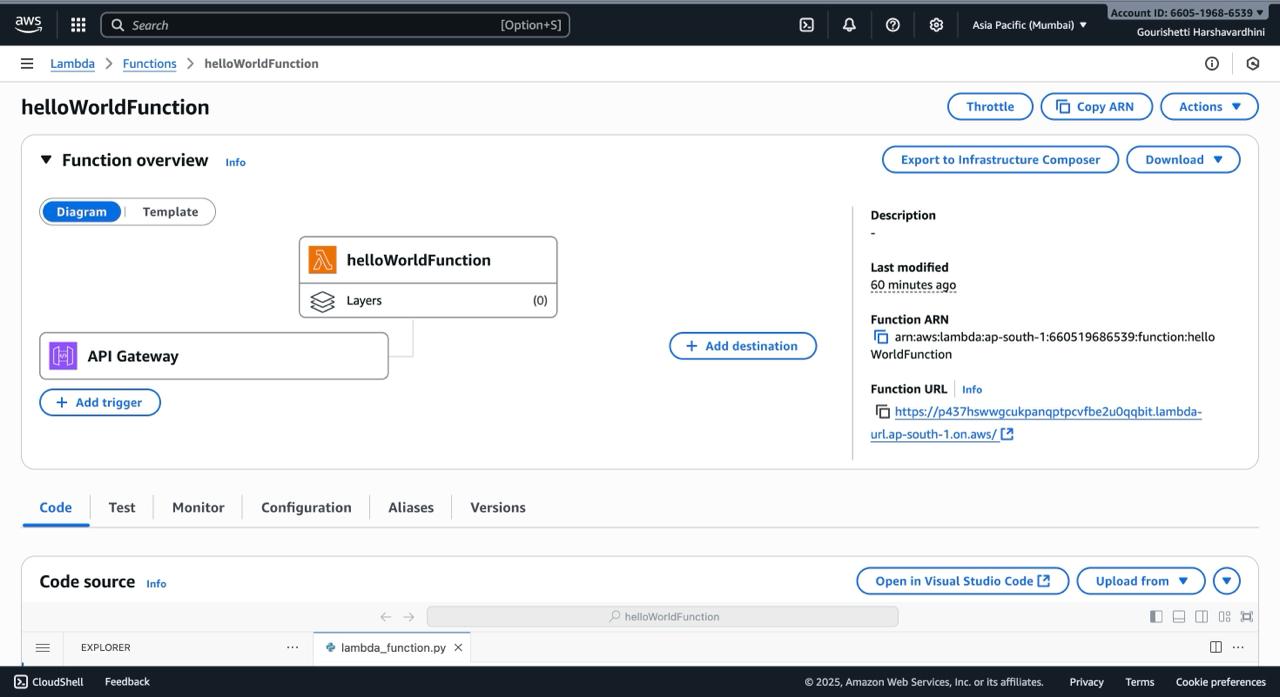 aws
Search [Option+S]
Asia Pacific (Mumbai)
Account ID: 6605-1968-6539
Gourishetti Harshavardhini
Lambda > Functions > helloWorldFunction
helloWorldFunction
Throttle
Copy ARN
Actions
Function overview Info
Export to Infrastructure Composer
Download
Diagram Template
helloWorldFunction
Layers (0)
API Gateway
+ Add trigger
+ Add destination
Description
-
Last modified
60 minutes ago
Function ARN
arn:aws:lambda:ap-south-1:660519686539:function:hello
WorldFunction
Function URL Info
https://p437hswwgcukpanqptpcvfbe2u0qqbit.lambda-
url.ap-south-1.on.aws/
Code Test Monitor Configuration Aliases Versions
Code source Info
Open in Visual Studio Code
Upload from
helloWorldFunction
EXPLORER
lambda_function.py
CloudShell Feedback
© 2025, Amazon Web Services, Inc. or its affiliates. Privacy Terms Cookie preferences